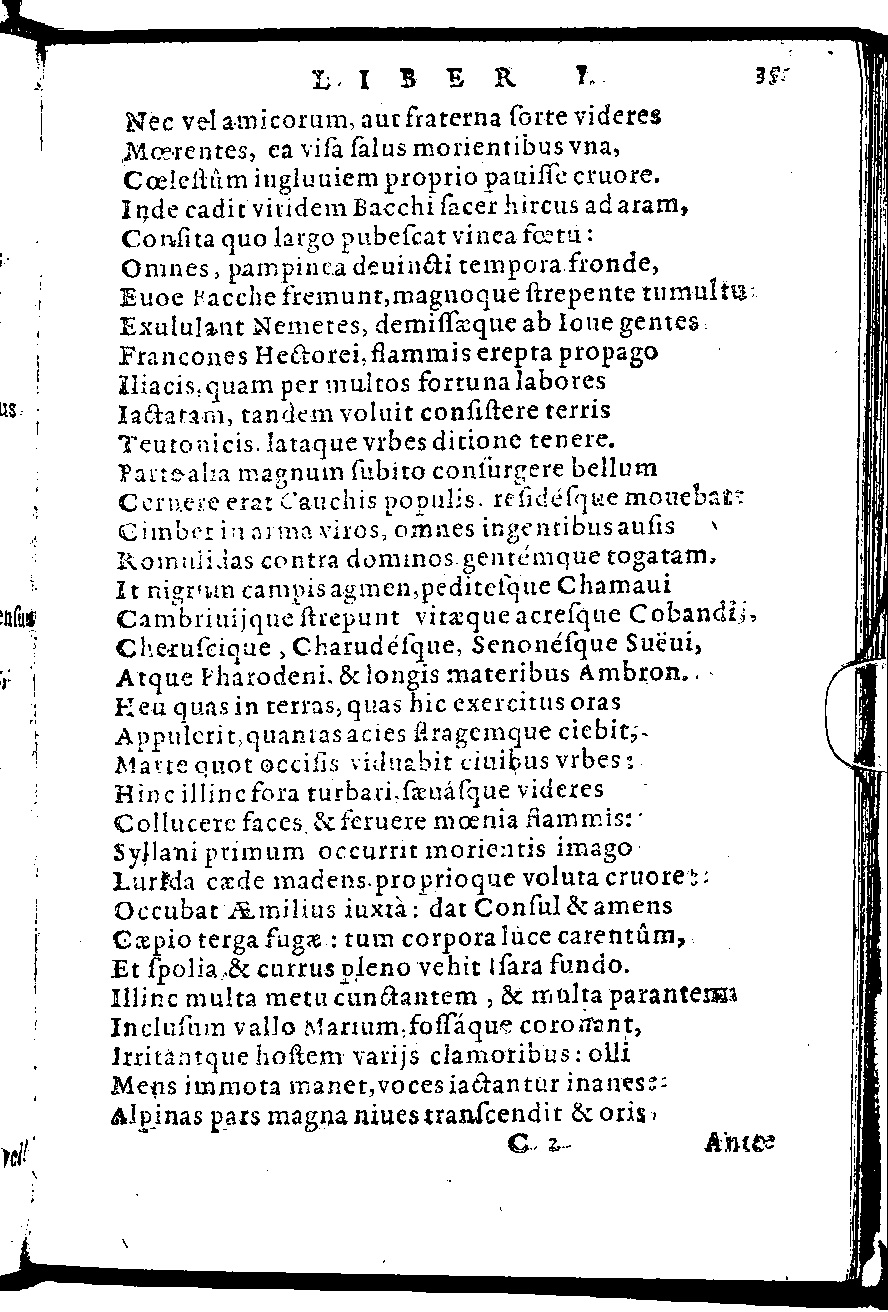 LIBER I. 35
Nec vel amicorum, aut fraterna ſorte videres
Mœrentes, ea viſa ſalus morientibus vna,
Cœleſtûm ingluuiem proprio pauiſſe cruore.
Inde cadit viridem Bacchi ſacer hircus ad aram,
Conſita quo largo pubeſcat vinea fœtu:
Omnes, pampinea deuincti tempora fronde,
Euoe Bacche fremunt, magnoque ſtrepente tumultu
Exululant Nemetes, demiſſæque ab Ioue gentes
Francones Hectorei, flammis erepta propago
Iliacis, quam per multos fortuna labores
Iactatam, tandem voluit conſiſtere terris
Teutonicis. lataque vrbes ditione tenere.
Parte alia magnum ſubito conſurgere bellum
Cernere erat Cauchis populis. reſidéſque mouebat
Cimber in arma viros, omnes ingentibus auſis
Romulidas contra dominos gentémque togatam.
It nigrum campis agmen, peditéſque Chamaui
Cambriuijque ſtrepunt vitæque acreſque Cobandij,
Cheruſcique, Charudéſque, Senonéſque Suëui,
Atque Pharodeni. & longis materibus Ambron.
Heu quas in terras, quas hic exercitus oras
Appulerit, quantas acies ſtragemque ciebit,
Marte quot occiſis viduabit ciuibus vrbes:
Hinc illinc fora turbari, ſæuáſque videres
Collucere faces, & feruere mœnia flammis:
Syllani primum occurrit morientis imago
Lurida cæde madens. proprioque voluta cruore:
Occubat Æmilius iuxtà: dat Conſul & amens
Cæpio terga fugæ: tum corpora luce carentûm,
Et ſpolia, & currus pleno vehit Iſara fundo.
Illinc multa metu cunctantem, & multa parantem
Incluſum vallo Marium, foſſáque coronant,
Irritàntque hoſtem varijs clamoribus: olli
Mens immota manet, voces iactantur inanes:
Alpinas pars magna niues tranſcendit & oris
C 2 Ante